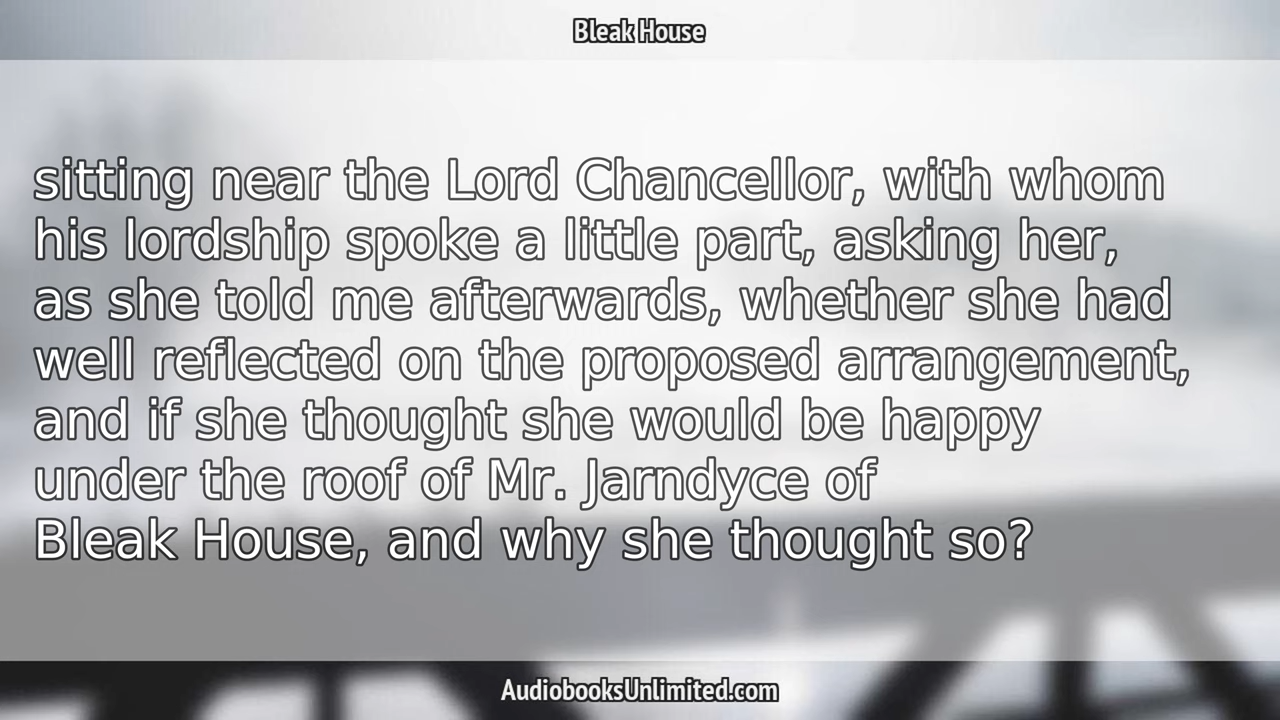 Bleak House
sitting near the Lord Chancellor, with whom
his lordship spoke a little part, asking her,
as she told me afterwards, whether she had
well reflected on the proposed arrangement,
and if she thought she would be happy
under the roof of Mr. Jarndyce of
Bleak House, and why she thought so?
AudiobooksUnlimited.com